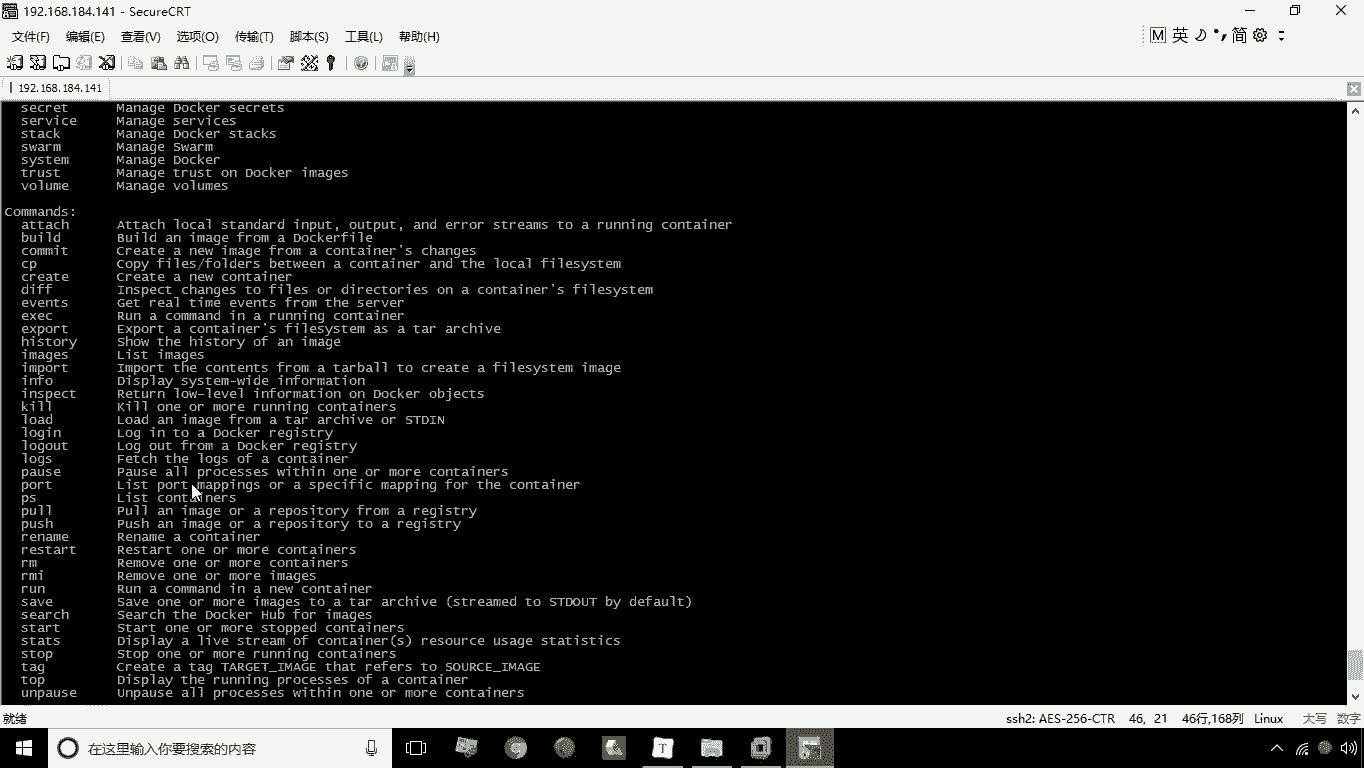 192.168.184.141 - SecureCRT
文件(F) 编辑(E) 查看(V) 选项(O) 传输(T) 脚本(S) 工具(L) 帮助(H)
M 英 简
192.168.184.141
secret Manage Docker secrets
service Manage services
stack Manage Docker stacks
swarm Manage Swarm
system Manage Docker
trust Manage trust on Docker images
volume Manage volumes
Commands:
attach Attach local standard input, output, and error streams to a running container
build Build an image from a Dockerfile
commit Create a new image from a container's changes
cp Copy files/folders between a container and the local filesystem
create Create a new container
diff Inspect changes to files or directories on a container's filesystem
events Get real time events from the server
exec Run a command in a running container
export Export a container's filesystem as a tar archive
history Show the history of an image
images List images
import Import the contents from a tarball to create a filesystem image
info Display system-wide information
inspect Return low-level information on Docker objects
kill Kill one or more running containers
load Load an image from a tar archive or STDIN
login Log in to a Docker registry
logout Log out from a Docker registry
logs Fetch the logs of a container
pause Pause all processes within one or more containers
port List port mappings or a specific mapping for the container
ps List containers
pull Pull an image or a repository from a registry
push Push an image or a repository to a registry
rename Rename a container
restart Restart one or more containers
rm Remove one or more containers
rmi Remove one or more images
run Run a command in a new container
save Save one or more images to a tar archive (streamed to STDOUT by default)
search Search the Docker Hub for images
start Start one or more stopped containers
stats Display a live stream of container(s) resource usage statistics
stop Stop one or more running containers
tag Create a tag TARGET_IMAGE that refers to SOURCE_IMAGE
top Display the running processes of a container
unpause Unpause all processes within one or more containers
就绪 ssh2: AES-256-CTR 46, 21 46行,168列 Linux 大写 数字
在这里输入你要搜索的内容
T